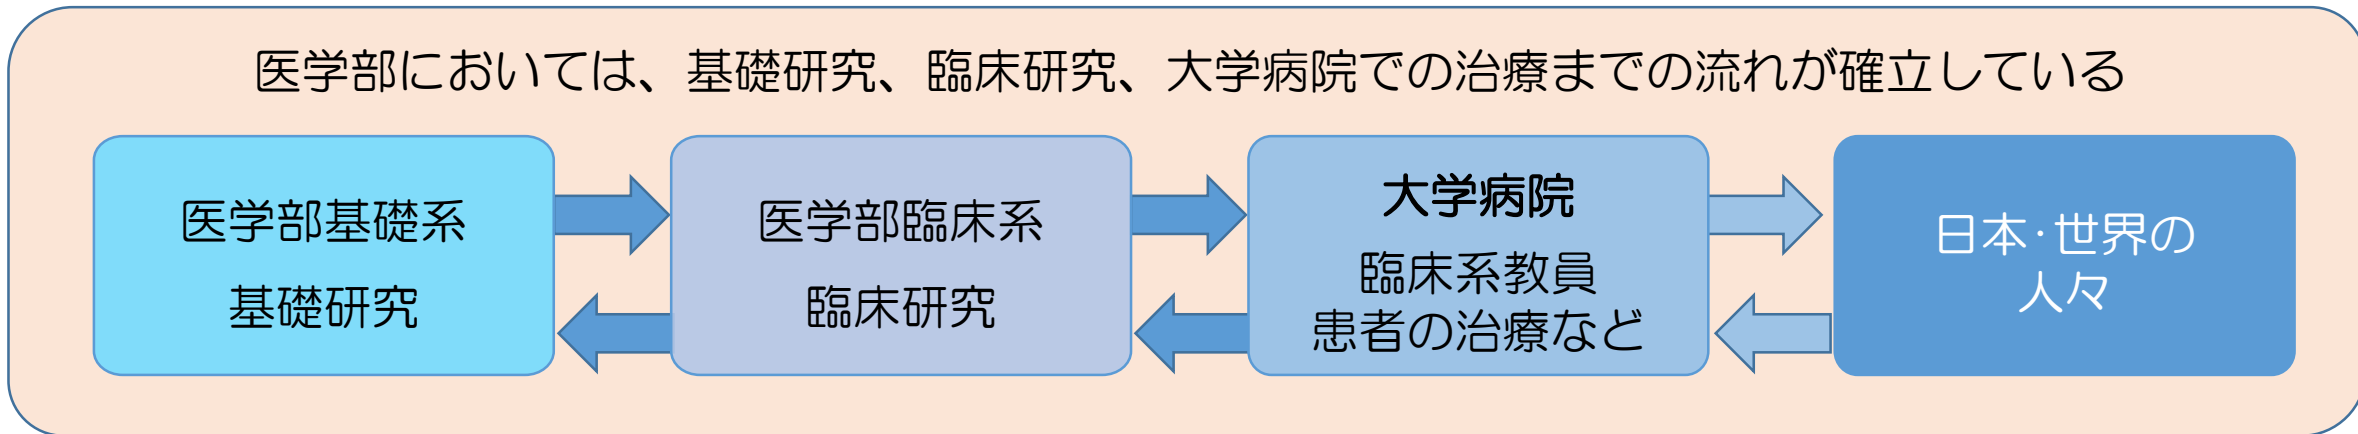 医学部においては、基礎研究、臨床研究、大学病院での治療までの流れが確立している
医学部基礎系
基礎研究
医学部臨床系
臨床研究
大学病院
臨床系教員
患者の治療など
日本･世界の
人々